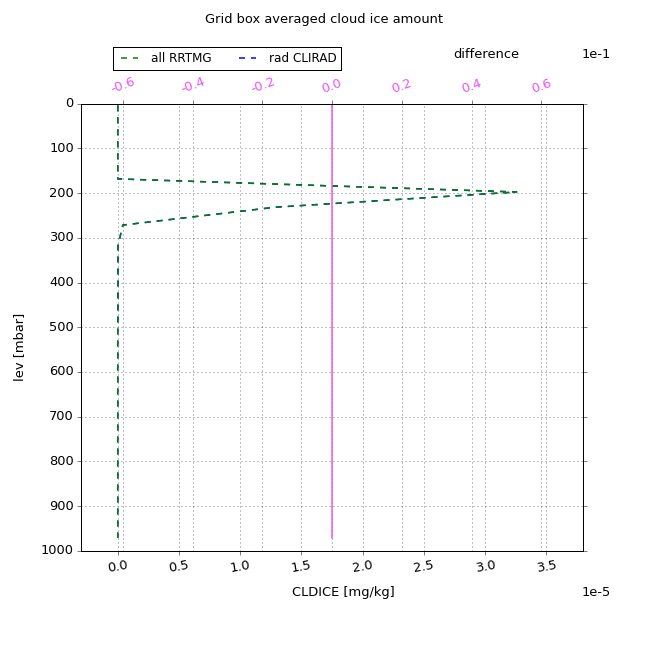 Grid box averaged cloud ice amount
all RRTMG rad CLIRAD difference 1e-1
-0.6 -0.4 -0.2 0.0 0.2 0.4 0.6
0
100
200
300
400
500
600
700
800
900
1000
lev [mbar]
0.0 0.5 1.0 1.5 2.0 2.5 3.0 3.5
CLDICE [mg/kg] 1e-5